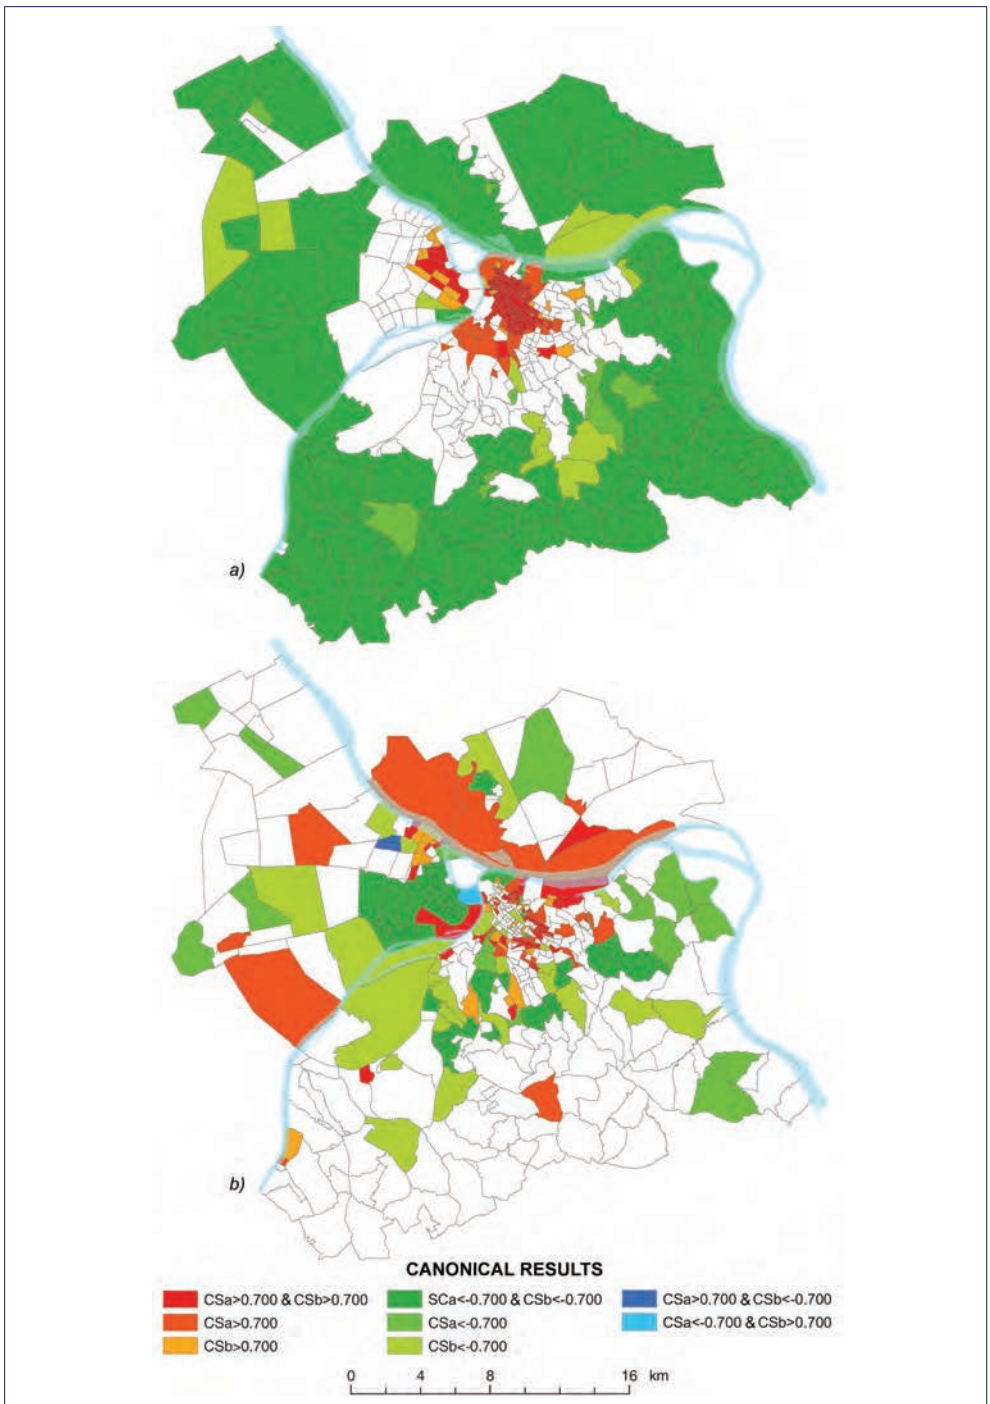 a)
b)
CANONICAL RESULTS
CSa>0.700 & CSb>0.700
CSa>0.700
CSb>0.700
SCa<-0.700 & CSb<-0.700
CSa<-0.700
CSb<-0.700
CSa>0.700 & CSb<-0.700
CSa<-0.700 & CSb>0.700
0 4 8 16 km